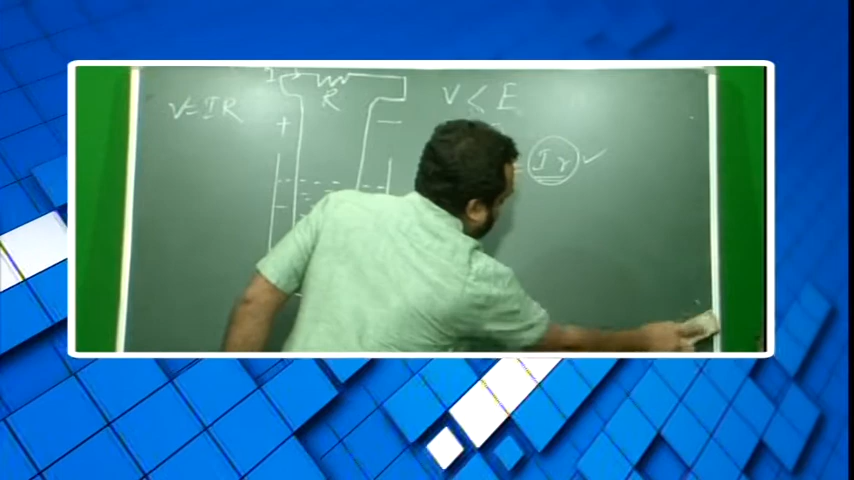 I
R
V=IR
V < E
+
−
= Ir ✓